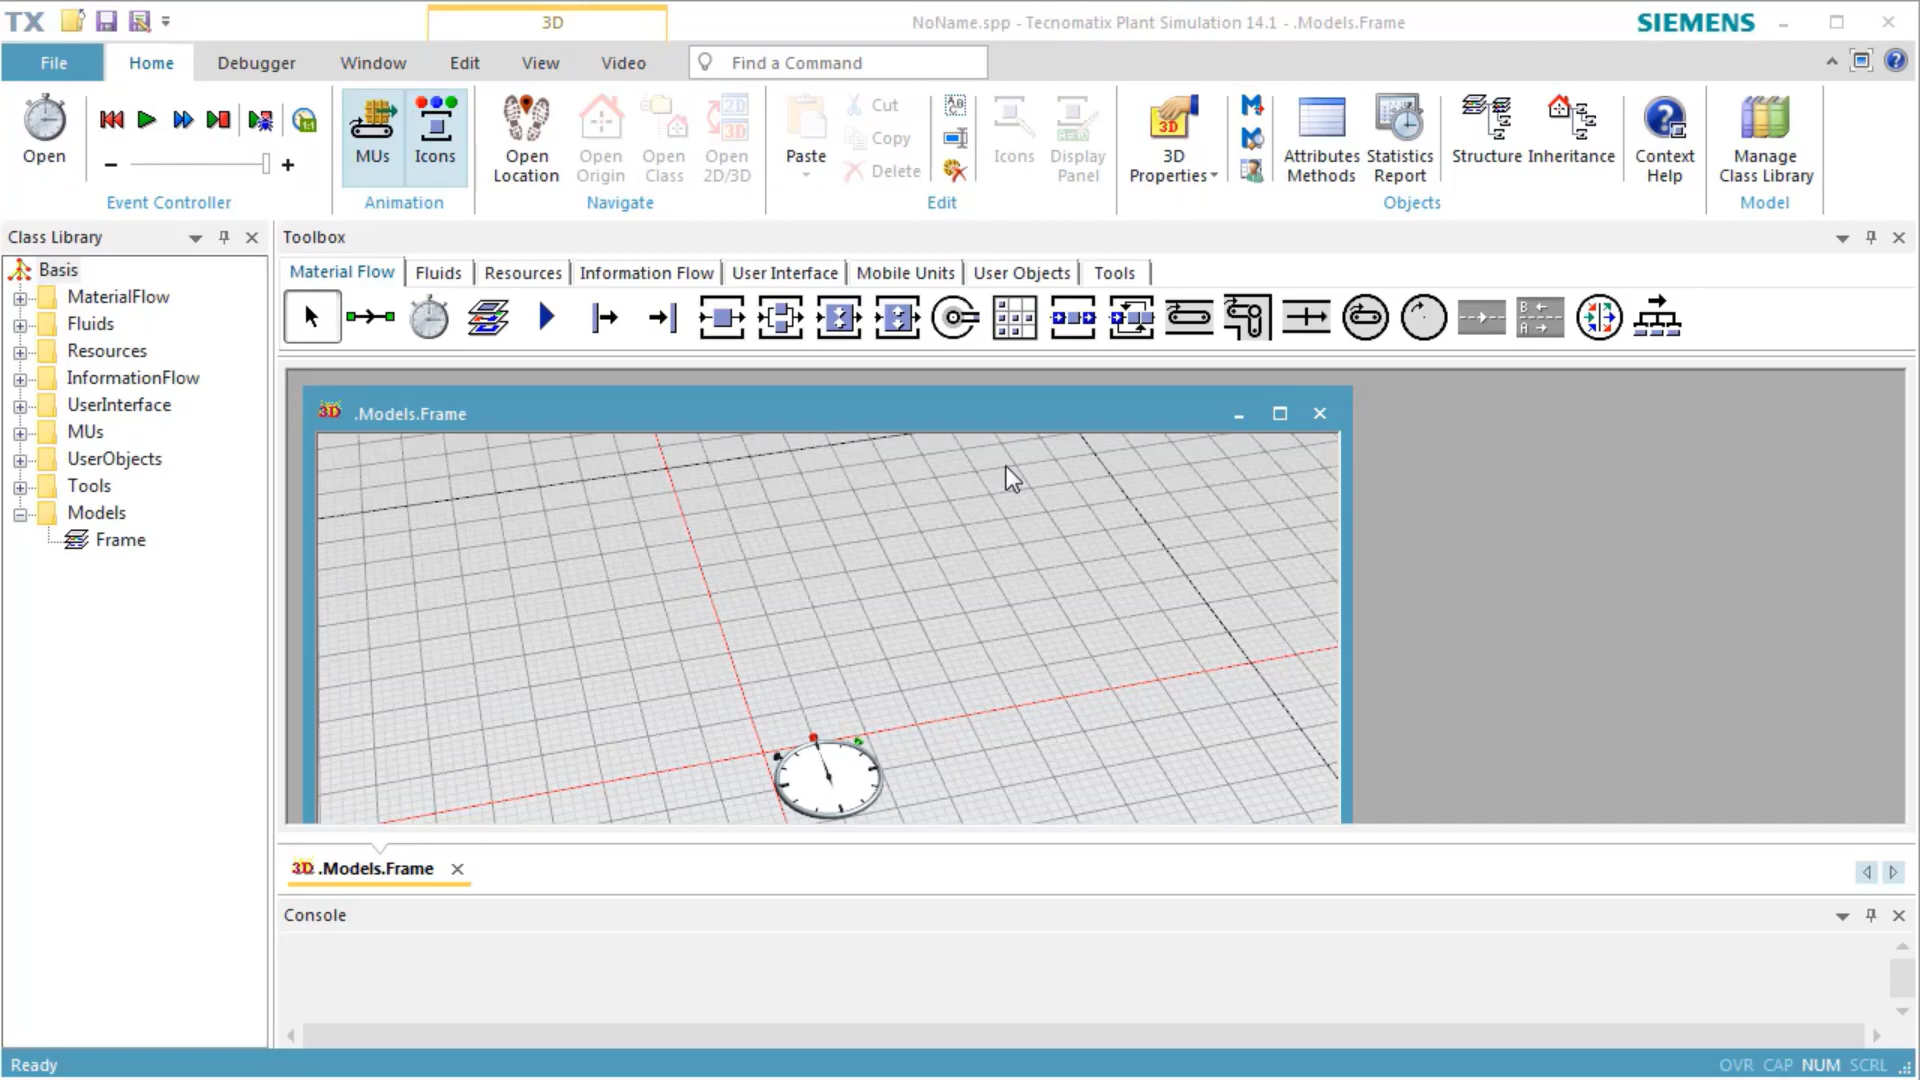 TX
3D
NoName.spp - Tecnomatix Plant Simulation 14.1 - .Models.Frame
SIEMENS
File
Home
Debugger
Window
Edit
View
Video
Find a Command
Open
MUs
Icons
Open Location
Open Origin
Open Class
Open 2D/3D
Paste
Cut
Copy
Delete
Icons
Display Panel
3D Properties
Attributes Methods
Statistics Report
Structure
Inheritance
Context Help
Manage Class Library
Event Controller
Animation
Navigate
Edit
Objects
Model
Class Library
Basis
MaterialFlow
Fluids
Resources
InformationFlow
UserInterface
MUs
UserObjects
Tools
Models
Frame
Toolbox
Material Flow
Fluids
Resources
Information Flow
User Interface
Mobile Units
User Objects
Tools
3D .Models.Frame
3D .Models.Frame
Console
Ready
OVR CAP NUM SCRL